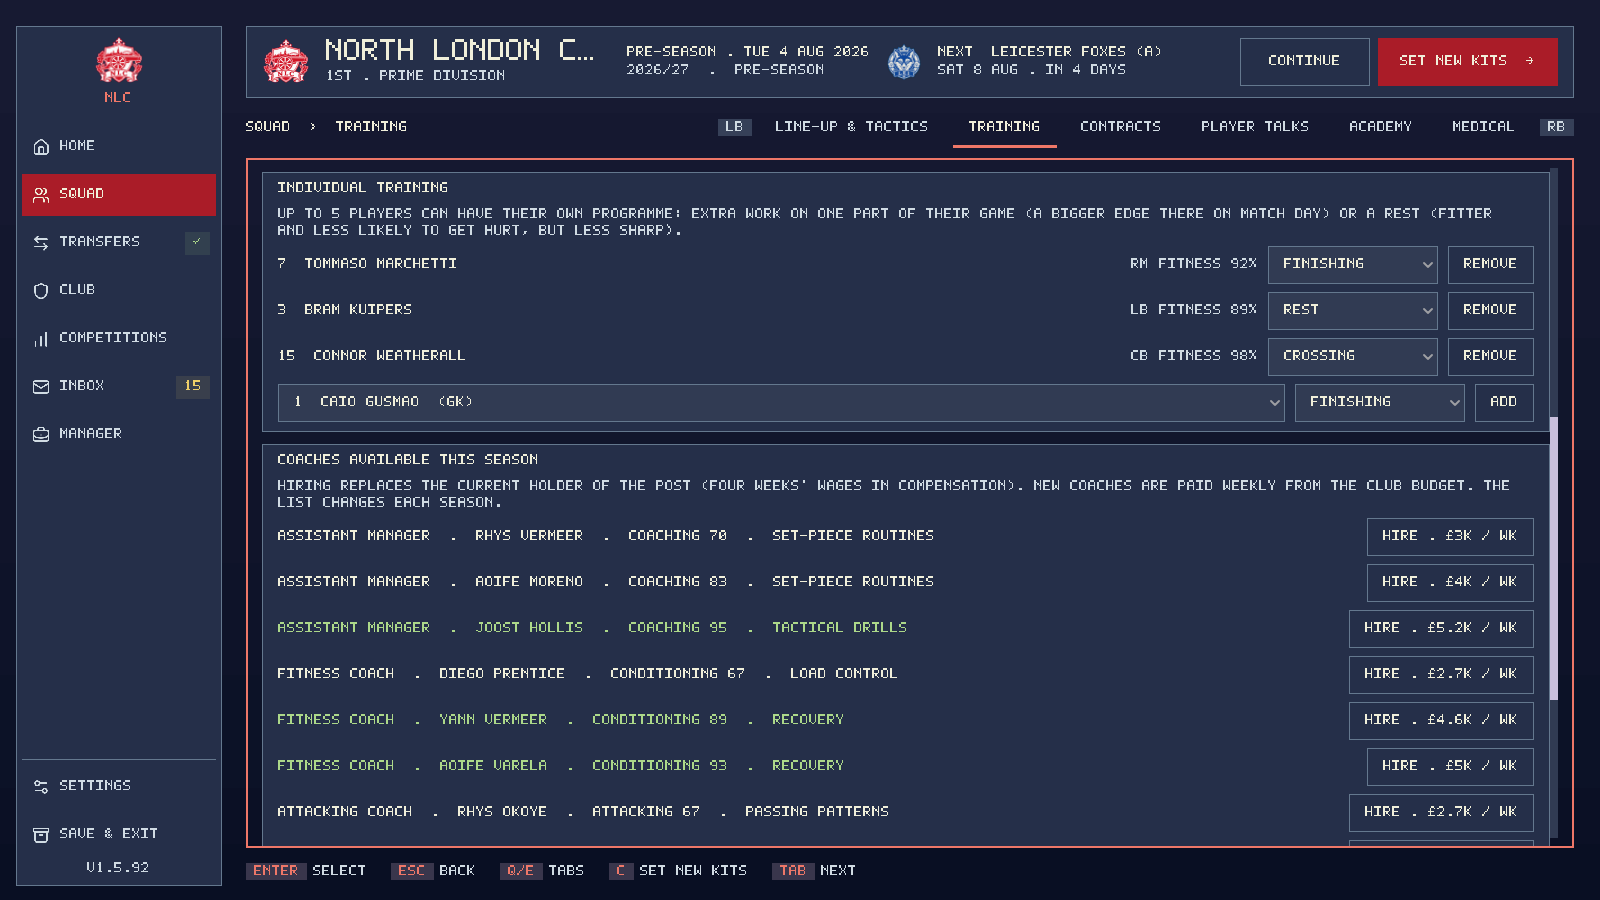 NLC
HOME
SQUAD
TRANSFERS ✓
CLUB
COMPETITIONS
INBOX 15
MANAGER
SETTINGS
SAVE & EXIT
V1.5.92
NORTH LONDON C...
1ST . PRIME DIVISION
PRE-SEASON . TUE 4 AUG 2026
2026/27 . PRE-SEASON
NEXT LEICESTER FOXES (A)
SAT 8 AUG . IN 4 DAYS
CONTINUE
SET NEW KITS →
SQUAD › TRAINING
LB LINE-UP & TACTICS TRAINING CONTRACTS PLAYER TALKS ACADEMY MEDICAL RB
INDIVIDUAL TRAINING
UP TO 5 PLAYERS CAN HAVE THEIR OWN PROGRAMME: EXTRA WORK ON ONE PART OF THEIR GAME (A BIGGER EDGE THERE ON MATCH DAY) OR A REST (FITTER
AND LESS LIKELY TO GET HURT, BUT LESS SHARP).
7 TOMMASO MARCHETTI RM FITNESS 92% FINISHING REMOVE
3 BRAM KUIPERS LB FITNESS 89% REST REMOVE
15 CONNOR WEATHERALL CB FITNESS 98% CROSSING REMOVE
1 CAIO GUSMAO (GK) FINISHING ADD
COACHES AVAILABLE THIS SEASON
HIRING REPLACES THE CURRENT HOLDER OF THE POST (FOUR WEEKS' WAGES IN COMPENSATION). NEW COACHES ARE PAID WEEKLY FROM THE CLUB BUDGET. THE
LIST CHANGES EACH SEASON.
ASSISTANT MANAGER . RHYS VERMEER . COACHING 70 . SET-PIECE ROUTINES HIRE . £3K / WK
ASSISTANT MANAGER . AOIFE MORENO . COACHING 83 . SET-PIECE ROUTINES HIRE . £4K / WK
ASSISTANT MANAGER . JOOST HOLLIS . COACHING 95 . TACTICAL DRILLS HIRE . £5.2K / WK
FITNESS COACH . DIEGO PRENTICE . CONDITIONING 67 . LOAD CONTROL HIRE . £2.7K / WK
FITNESS COACH . YANN VERMEER . CONDITIONING 89 . RECOVERY HIRE . £4.6K / WK
FITNESS COACH . AOIFE VARELA . CONDITIONING 93 . RECOVERY HIRE . £5K / WK
ATTACKING COACH . RHYS OKOYE . ATTACKING 67 . PASSING PATTERNS HIRE . £2.7K / WK
ENTER SELECT ESC BACK Q/E TABS C SET NEW KITS TAB NEXT